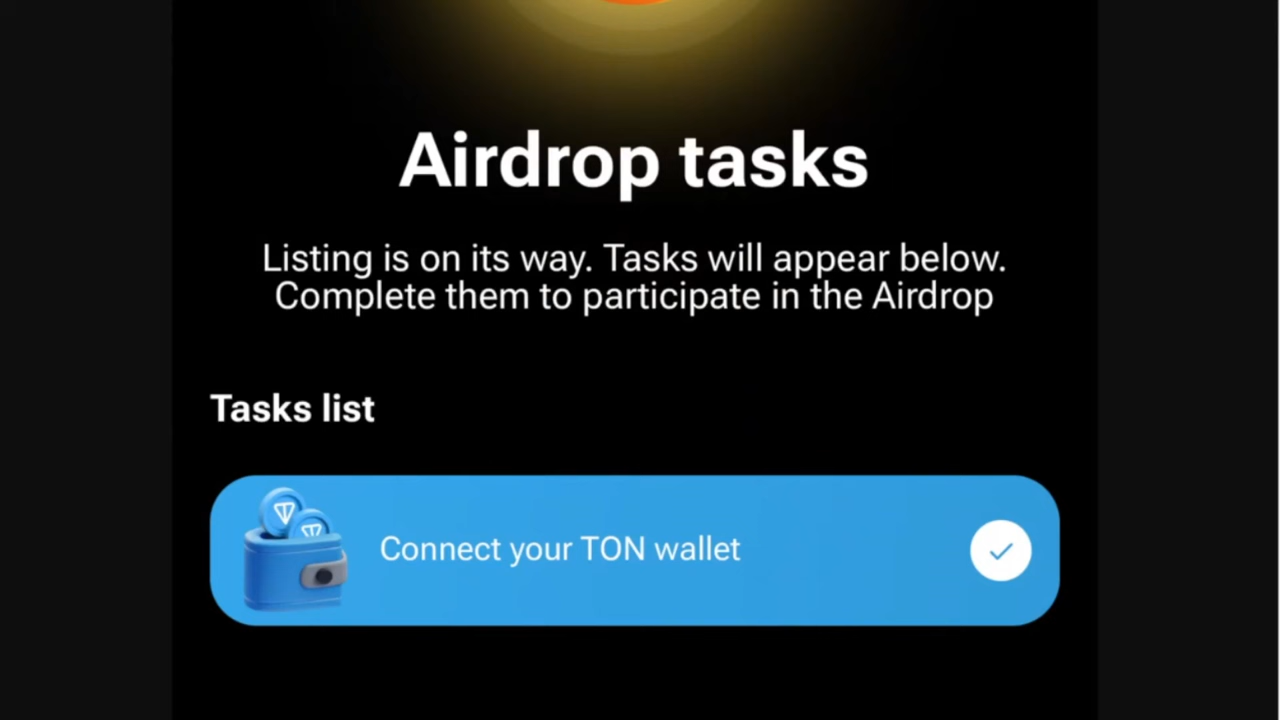 Airdrop tasks
Listing is on its way. Tasks will appear below.
Complete them to participate in the Airdrop
Tasks list
Connect your TON wallet